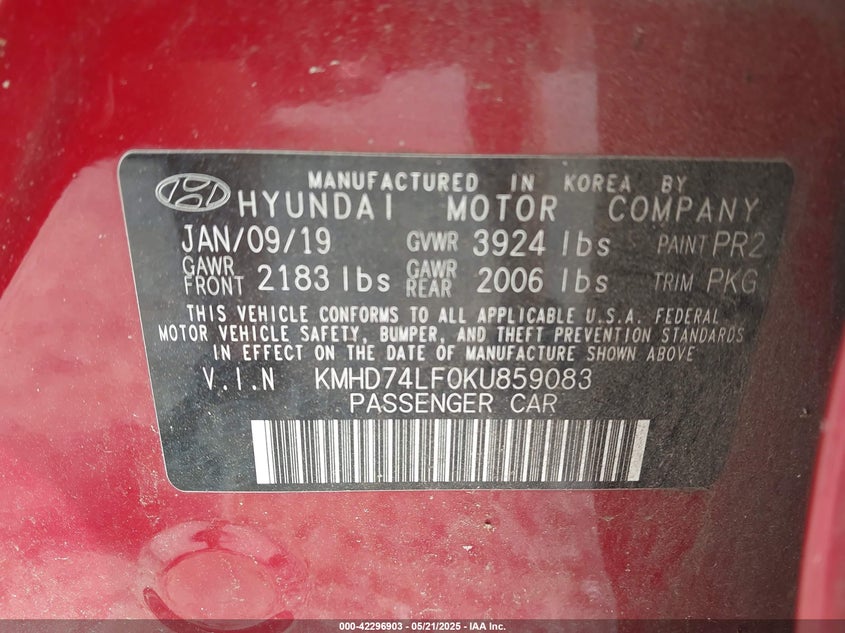 MANUFACTURED IN KOREA BY
HYUNDAI MOTOR COMPANY
JAN/09/19 GVWR 3924 lbs PAINT PR2
GAWR FRONT 2183 lbs GAWR REAR 2006 lbs TRIM PKG
THIS VEHICLE CONFORMS TO ALL APPLICABLE U.S.A. FEDERAL
MOTOR VEHICLE SAFETY, BUMPER, AND THEFT PREVENTION STANDARDS
IN EFFECT ON THE DATE OF MANUFACTURE SHOWN ABOVE
V.I.N KMHD74LF0KU859083
PASSENGER CAR
000-42296903 - 05/21/2025 - IAA Inc.